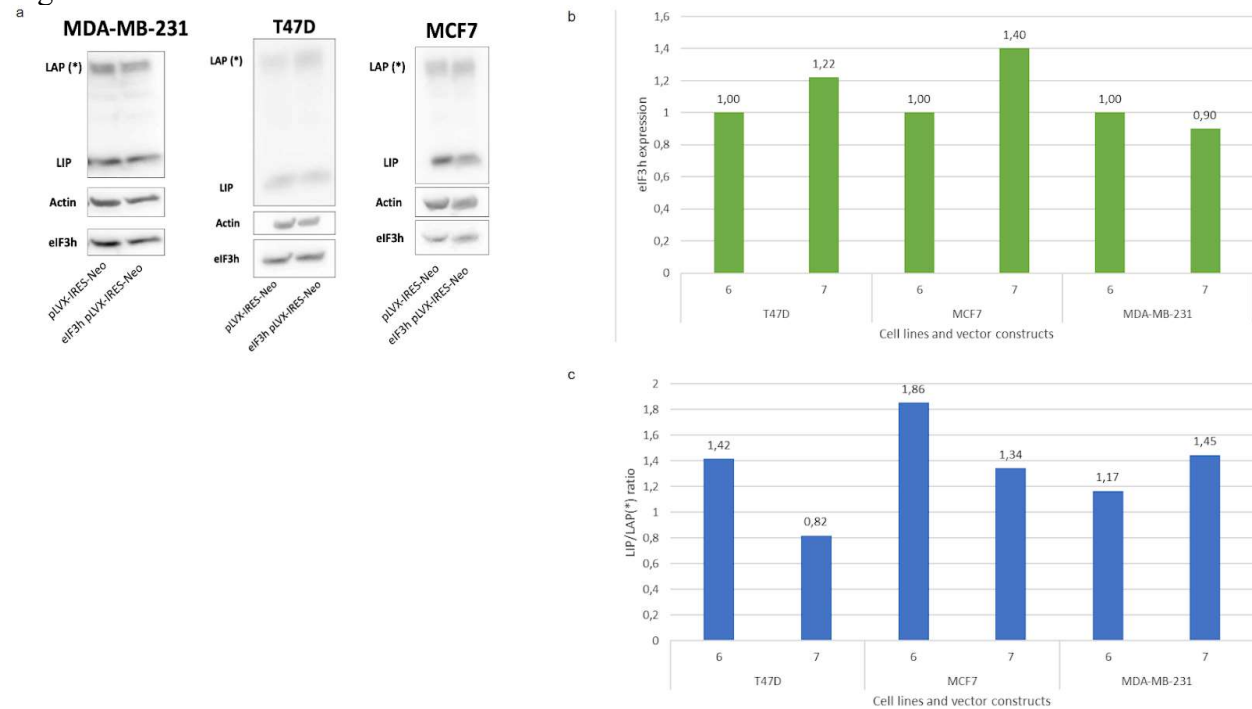 a
MDA-MB-231
LAP (*)
LIP
Actin
eIF3h
pLVX-IRES-Neo
eIF3h pLVX-IRES-Neo
T47D
LAP (*)
LIP
Actin
eIF3h
pLVX-IRES-Neo
eIF3h pLVX-IRES-Neo
MCF7
LAP (*)
LIP
Actin
eIF3h
pLVX-IRES-Neo
eIF3h pLVX-IRES-Neo
b
eIF3h expression
1,6
1,4
1,2
1
0,8
0,6
0,4
0,2
0
1,00 1,22 1,00 1,40 1,00 0,90
6 7 6 7 6 7
T47D MCF7 MDA-MB-231
Cell lines and vector constructs
c
LIP/LAP(*) ratio
2
1,8
1,6
1,4
1,2
1
0,8
0,6
0,4
0,2
0
1,42 0,82 1,86 1,34 1,17 1,45
6 7 6 7 6 7
T47D MCF7 MDA-MB-231
Cell lines and vector constructs